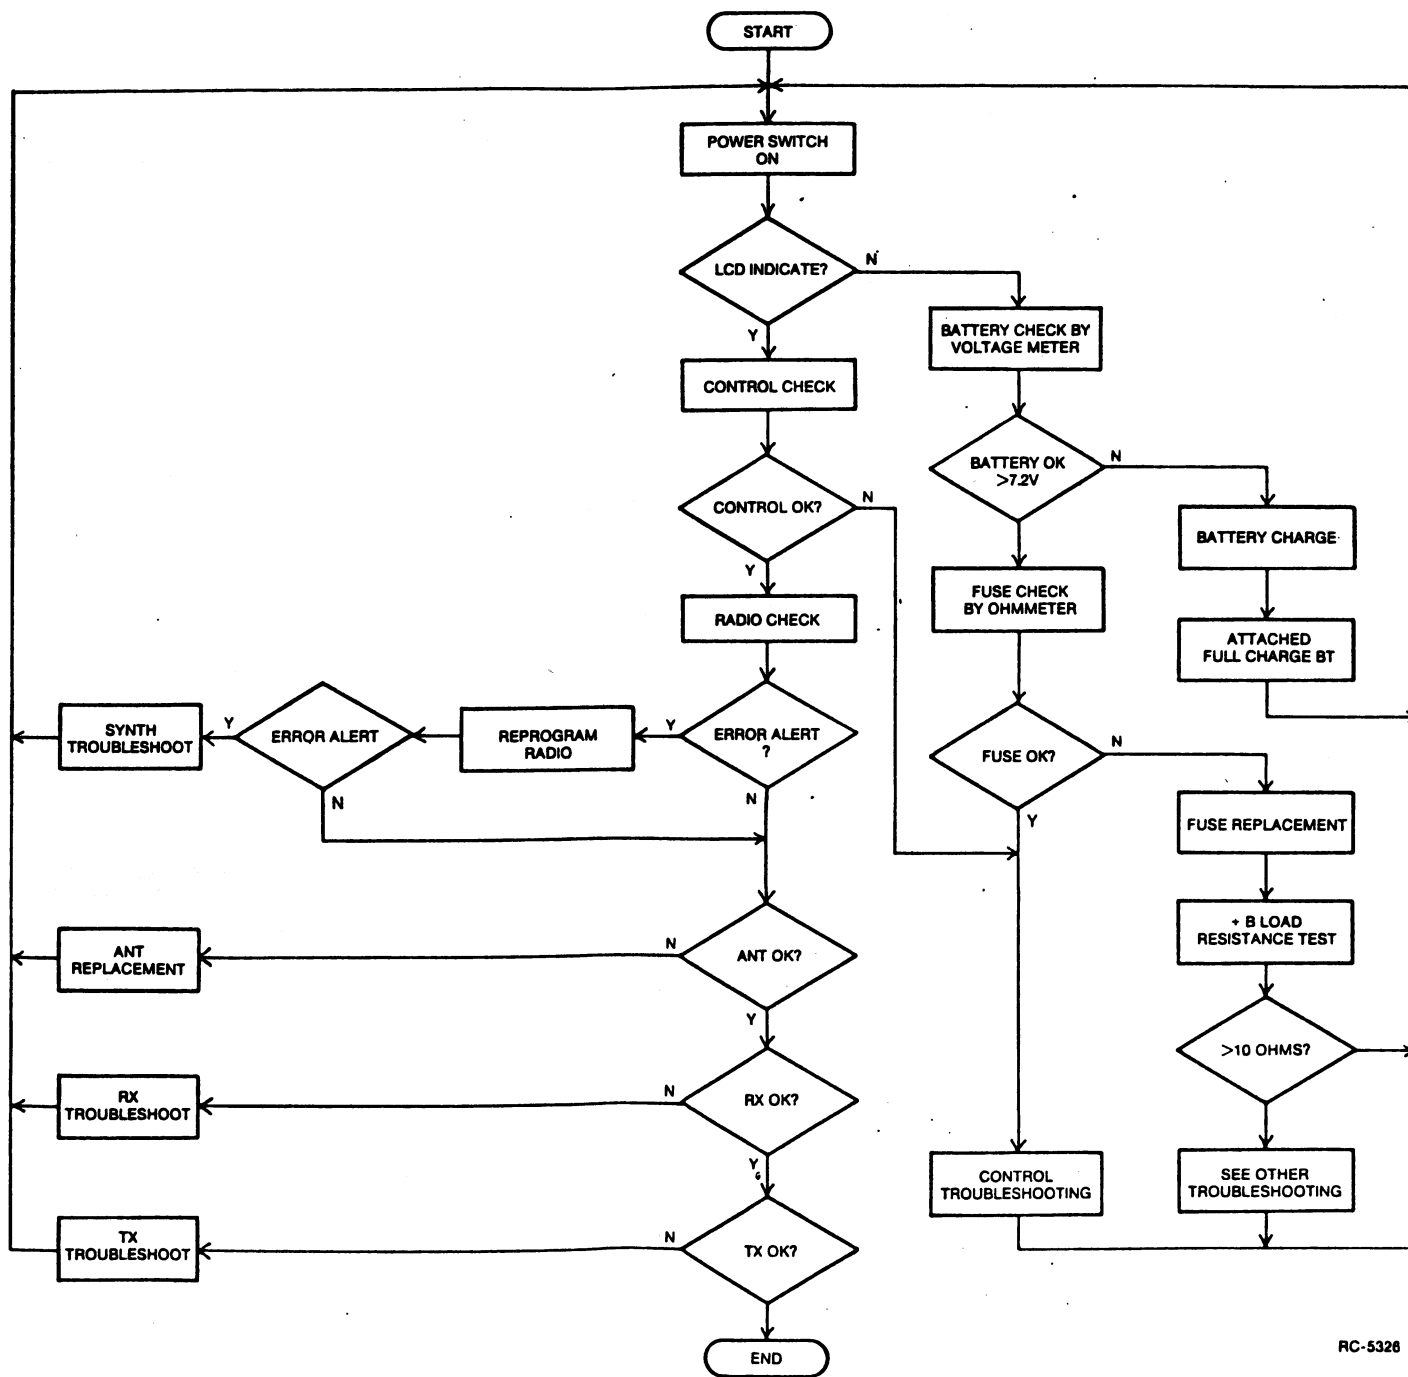 START
POWER SWITCH
ON
LCD INDICATE?
N
Y
BATTERY CHECK BY
VOLTAGE METER
CONTROL CHECK
BATTERY OK
>7.2V
N
CONTROL OK?
N
Y
BATTERY CHARGE
FUSE CHECK
BY OHMMETER
RADIO CHECK
ATTACHED
FULL CHARGE BT
SYNTH
TROUBLESHOOT
Y
ERROR ALERT
N
REPROGRAM
RADIO
Y
ERROR ALERT
?
N
FUSE OK?
N
Y
FUSE REPLACEMENT
+ B LOAD
RESISTANCE TEST
ANT
REPLACEMENT
N
ANT OK?
Y
>10 OHMS?
RX
TROUBLESHOOT
N
RX OK?
Y
CONTROL
TROUBLESHOOTING
SEE OTHER
TROUBLESHOOTING
TX
TROUBLESHOOT
N
TX OK?
END
RC-5326